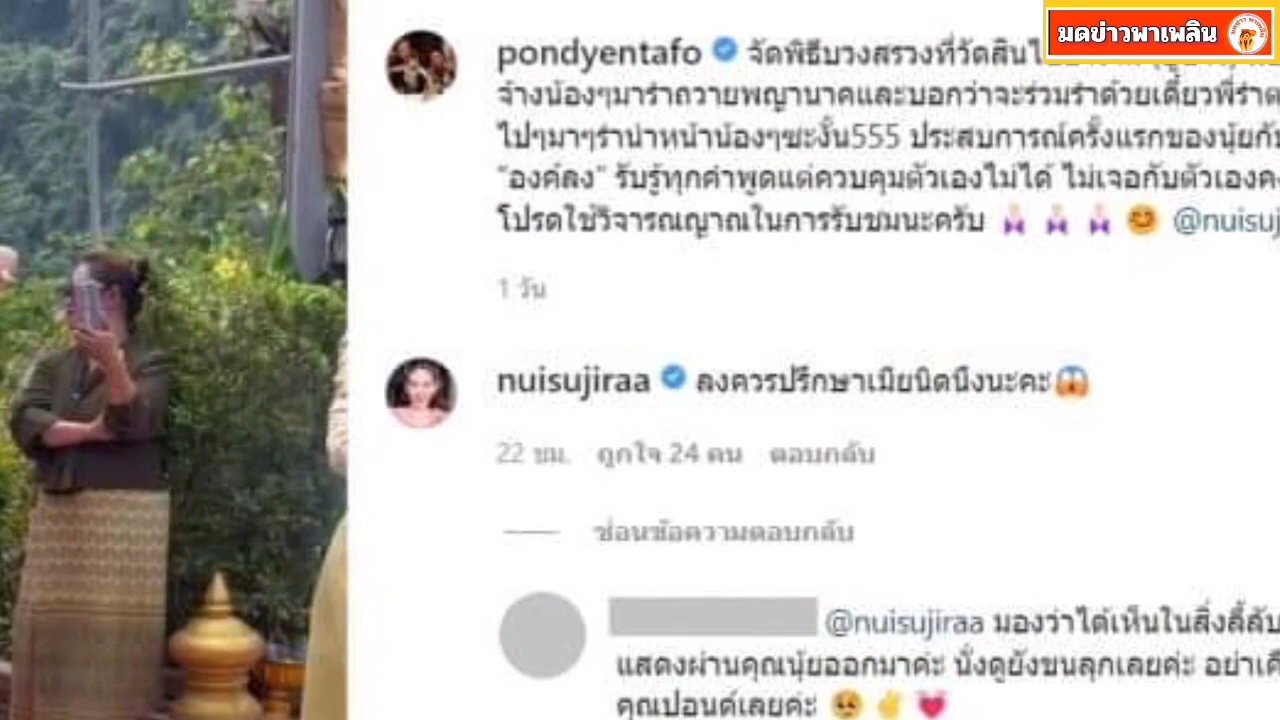 มดข่าวพาเพลิน
pondyentafo จัดพิธีบวงสรวงที่วัดสิน
จ้างน้องๆมารำถวายพญานาคและบอกว่าจะร่วมรำด้วยเดี๋ยวพี่รำต
ไปๆมาๆรำนำหน้าน้องๆซะงั้น555 ประสบการณ์ครั้งแรกของนุ้ยกับ
"องค์ลง" รับรู้ทุกคำพูดแต่ควบคุมตัวเองไม่ได้ ไม่เจอกับตัวเองคง
โปรดใช้วิจารณญาณในการรับชมนะครับ 😊 @nuisuj
1 วัน
nuisujiraa ลงควรปรึกษาเมียนิดนึงนะคะ😱
22 ชม. ถูกใจ 24 คน ตอบกลับ
ซ่อนข้อความตอบกลับ
@nuisujiraa มองว่าได้เห็นในสิ่งลี้ลับ
แสดงผ่านคุณนุ้ยออกมาค่ะ นั่งดูยังขนลุกเลยค่ะ อย่าเคื
คุณปอนด์เลยค่ะ 🥺✌️💓